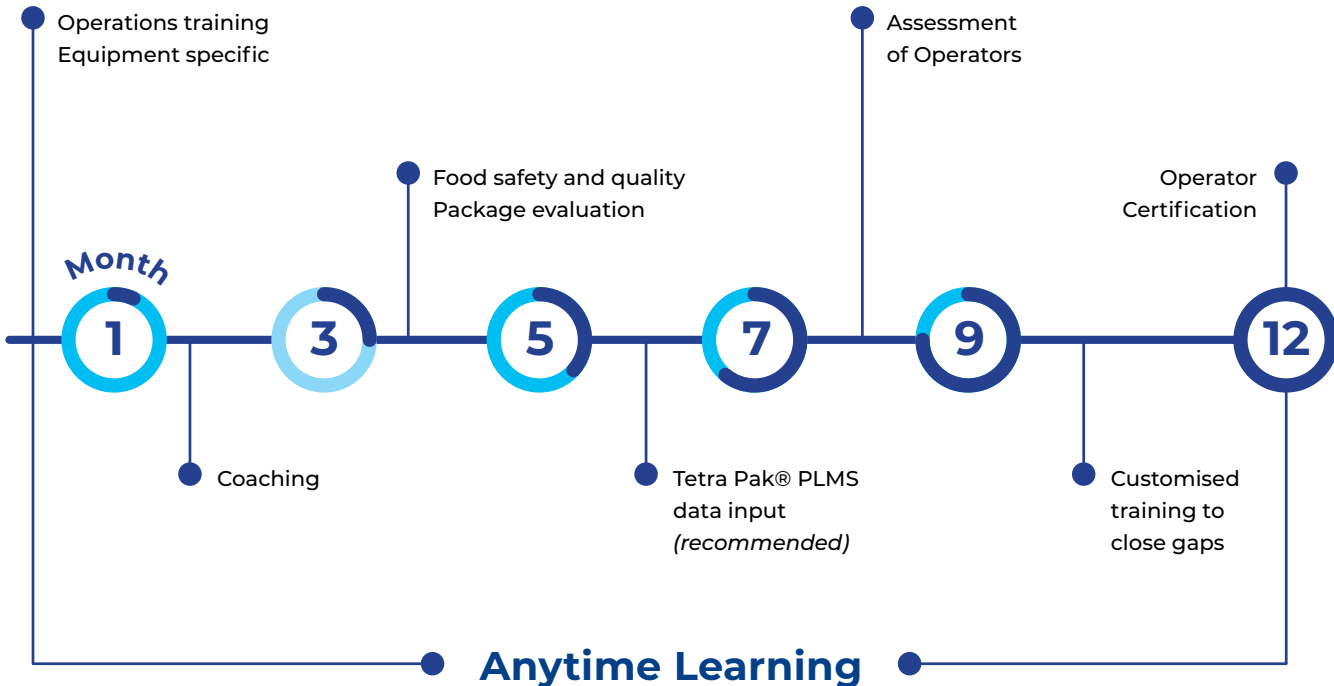 Operations training
Equipment specific
Assessment
of Operators
Food safety and quality
Package evaluation
Operator
Certification
Month
1
3
5
7
9
12
Coaching
Tetra Pak® PLMS
data input
(recommended)
Customised
training to
close gaps
Anytime Learning